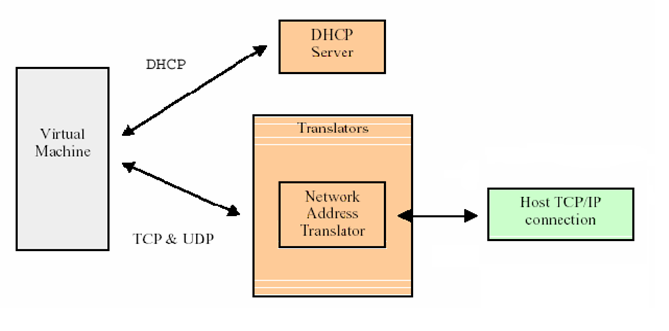 DHCP
Server
DHCP
Virtual
Machine
Translators
Network
Address
Translator
Host TCP/IP
connection
TCP & UDP